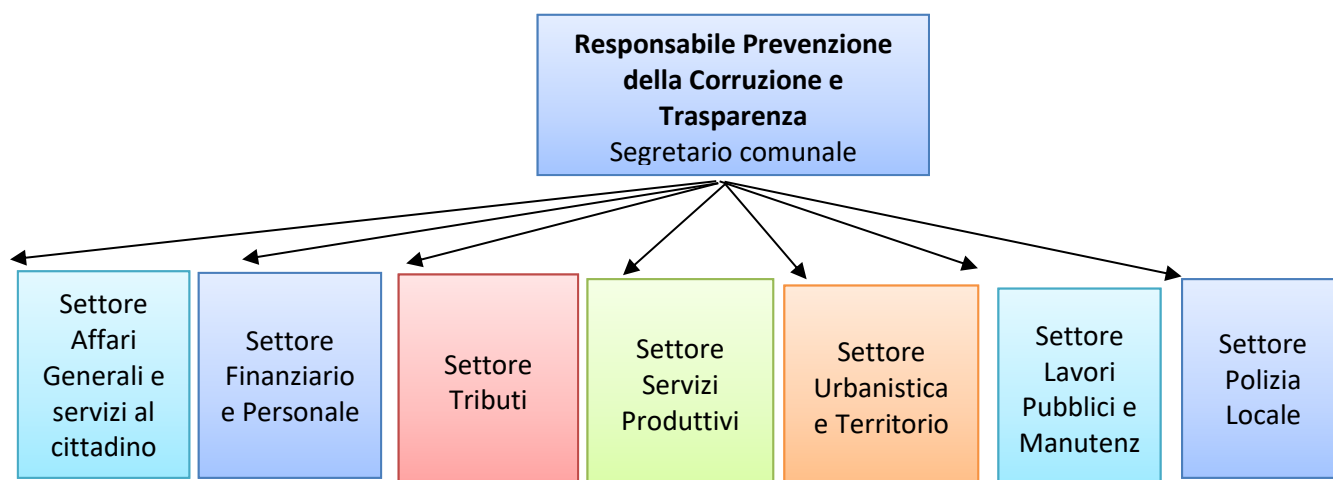 Responsabile Prevenzione
della Corruzione e
Trasparenza
Segretario comunale
Settore
Affari
Generali e
servizi al
cittadino
Settore
Finanziario
e Personale
Settore
Tributi
Settore
Servizi
Produttivi
Settore
Urbanistica
e Territorio
Settore
Lavori
Pubblici e
Manutenz
Settore
Polizia
Locale